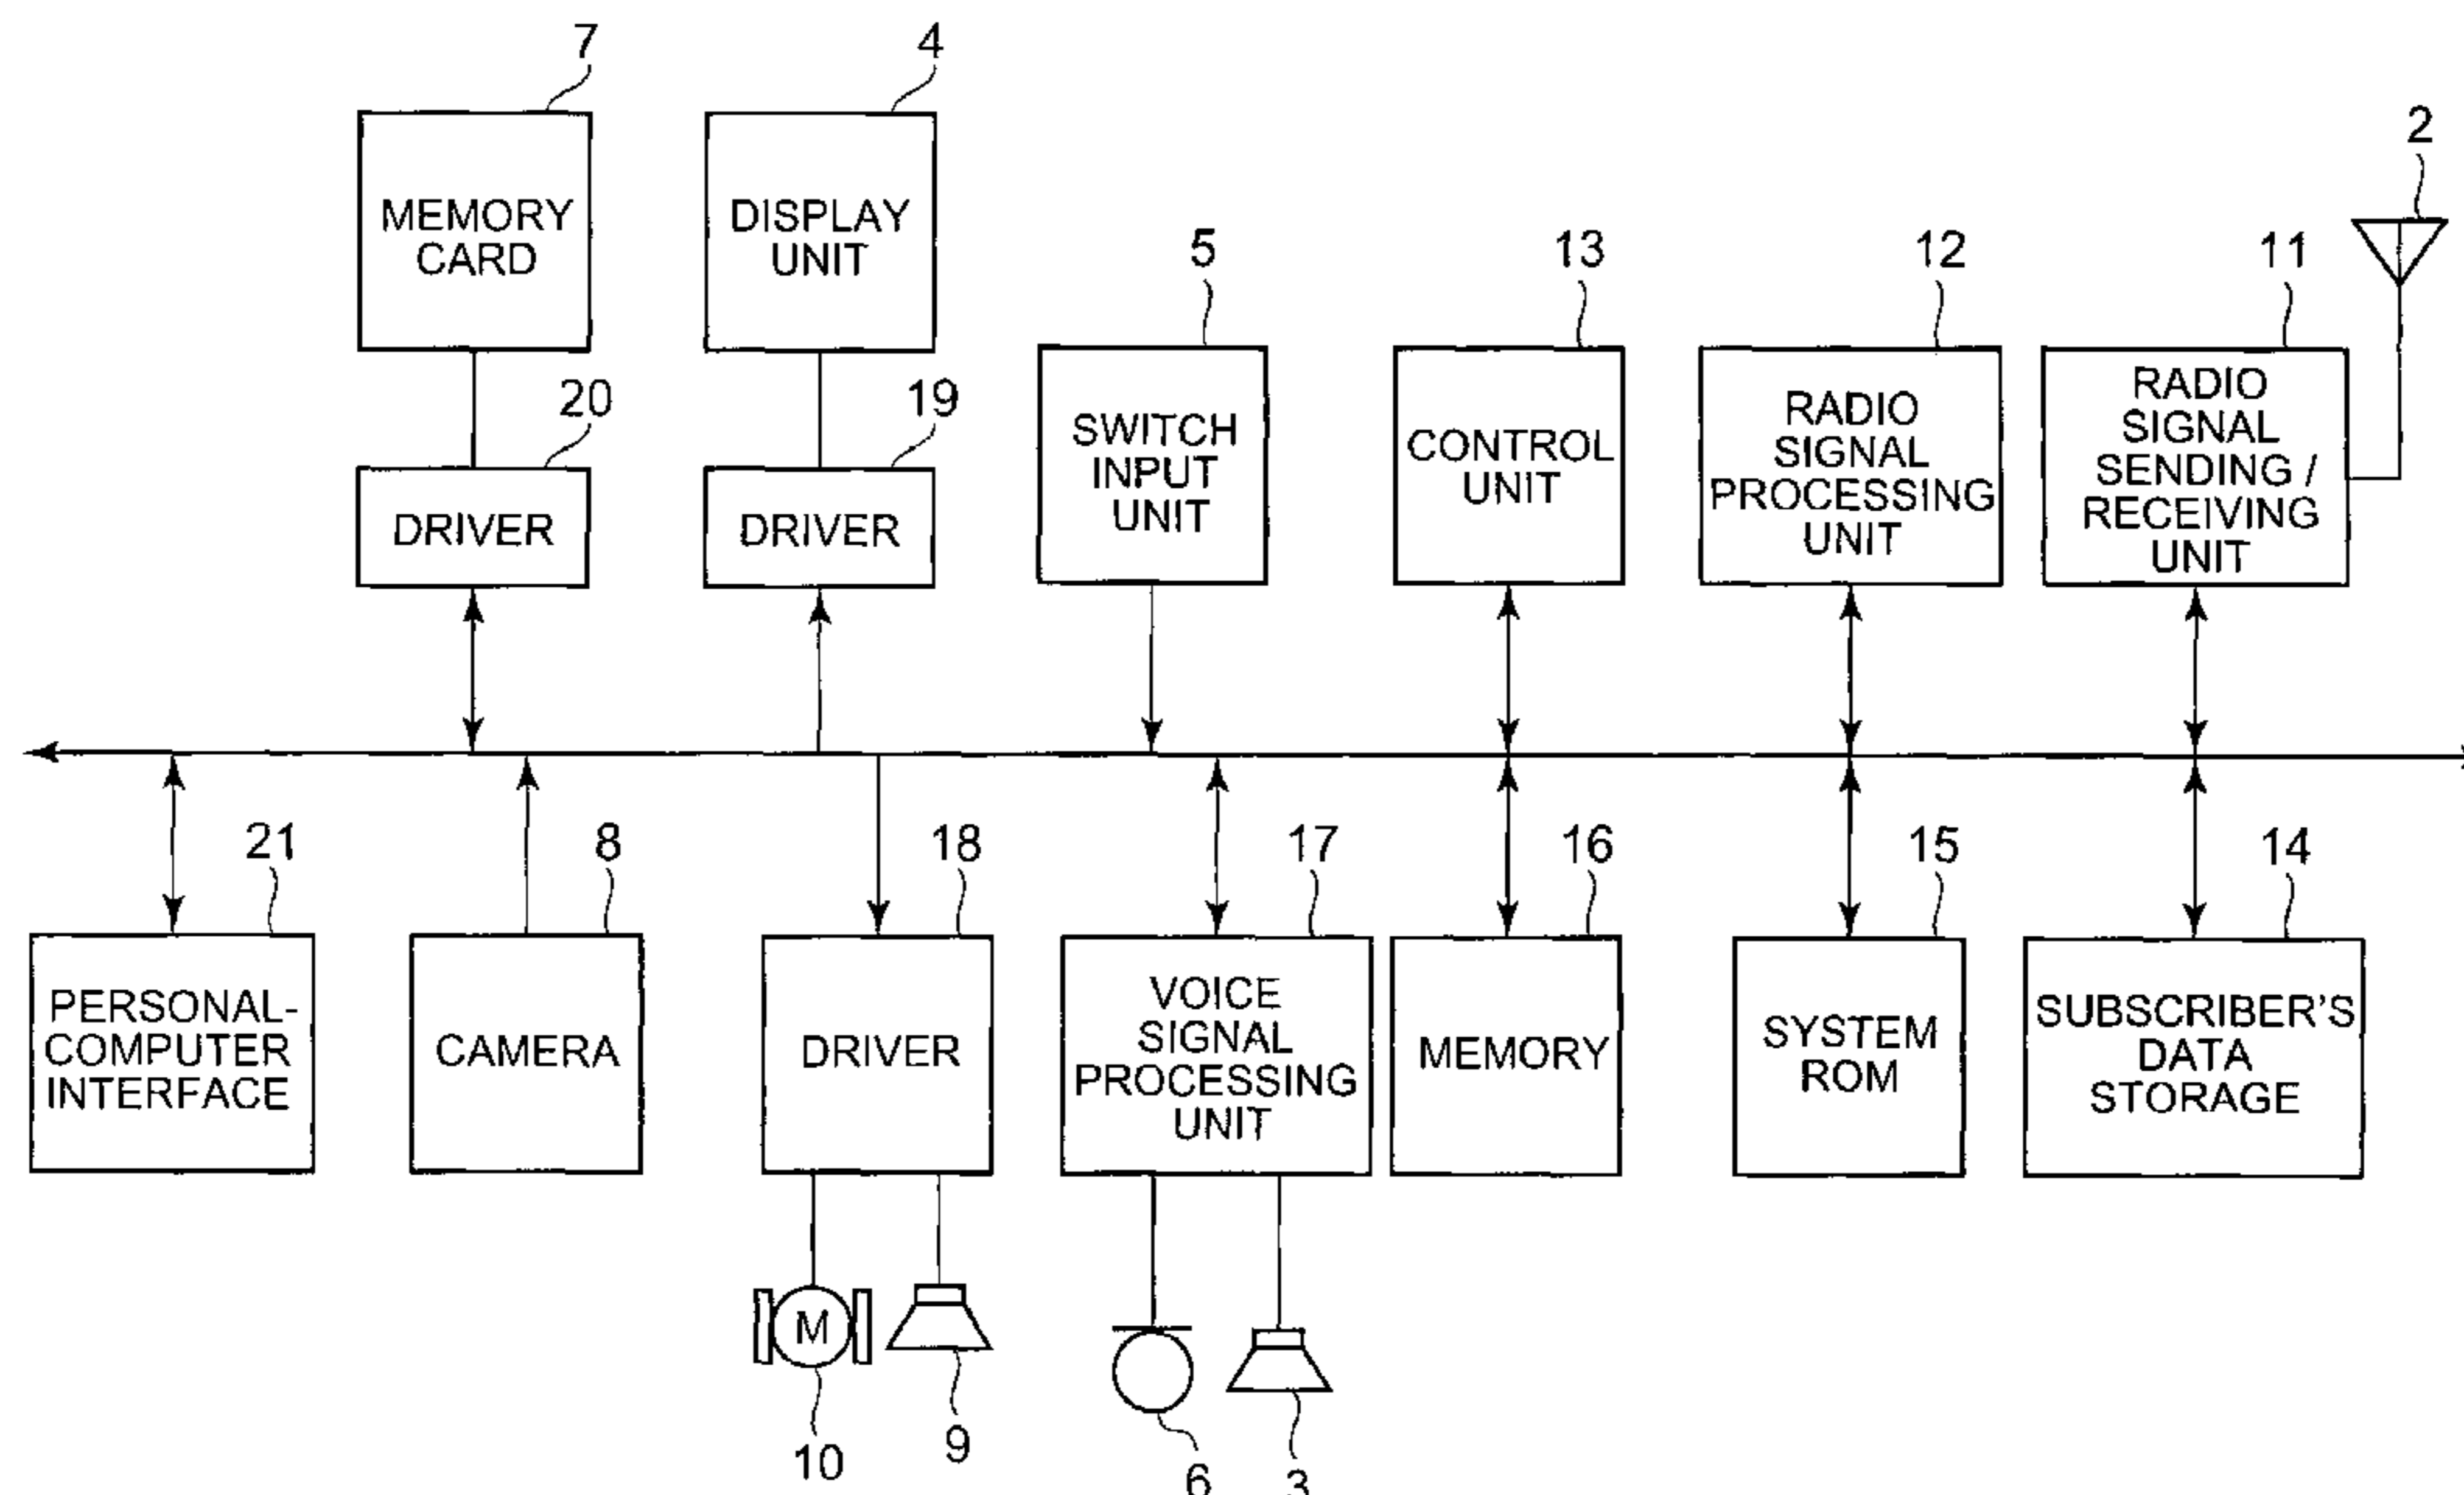 7
4
2
MEMORY
CARD
DISPLAY
UNIT
5
13
12
11
20
19
SWITCH
INPUT
UNIT
CONTROL
UNIT
RADIO
SIGNAL
PROCESSING
UNIT
RADIO
SIGNAL
SENDING /
RECEIVING
UNIT
DRIVER
DRIVER
21
8
18
17
16
15
14
PERSONAL-
COMPUTER
INTERFACE
CAMERA
DRIVER
VOICE
SIGNAL
PROCESSING
UNIT
MEMORY
SYSTEM
ROM
SUBSCRIBER'S
DATA
STORAGE
M
10
9
6
3